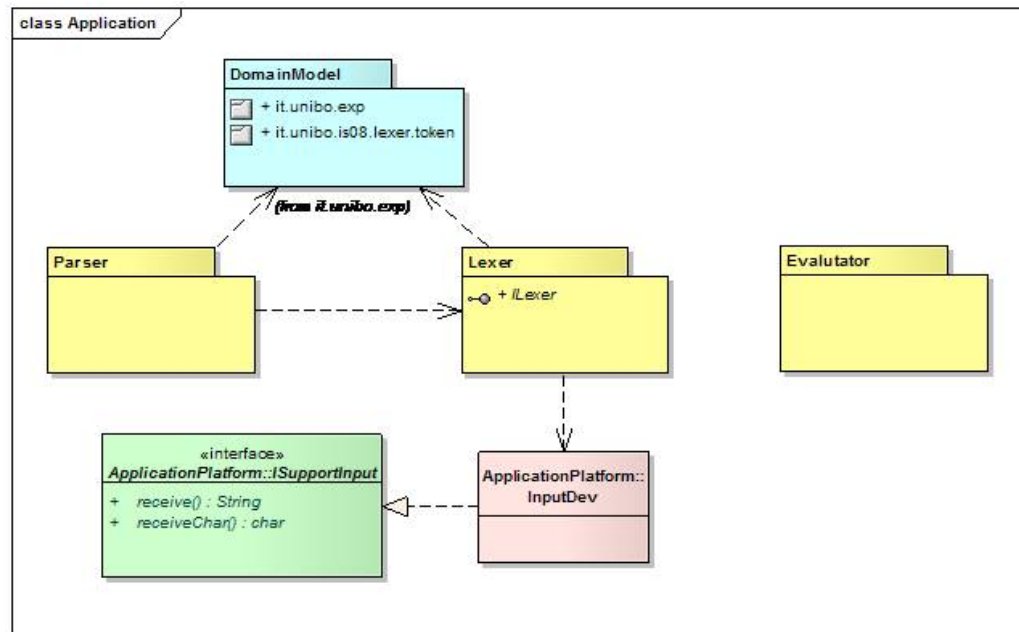 class Application
DomainModel
+ it.unibo.exp
+ it.unibo.is08.lexer.token
(from it.unibo.exp)
Parser
Lexer
+ ILexer
Evalutator
«interface»
ApplicationPlatform::ISupportInput
+ receive() : String
+ receiveChar() : char
ApplicationPlatform::
InputDev